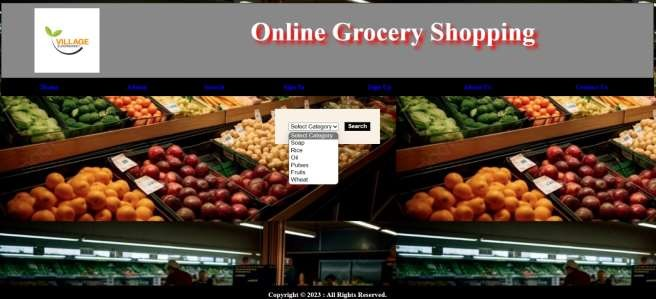 VILLAGE
Online Grocery Shopping
Home
Search
Sign In
Sign Up
About Us
Contact Us
Select Category
Search
Select Category
Soap
Rice
Oil
Pulses
Fruits
Wheat
Copyright © 2023 : All Rights Reserved.